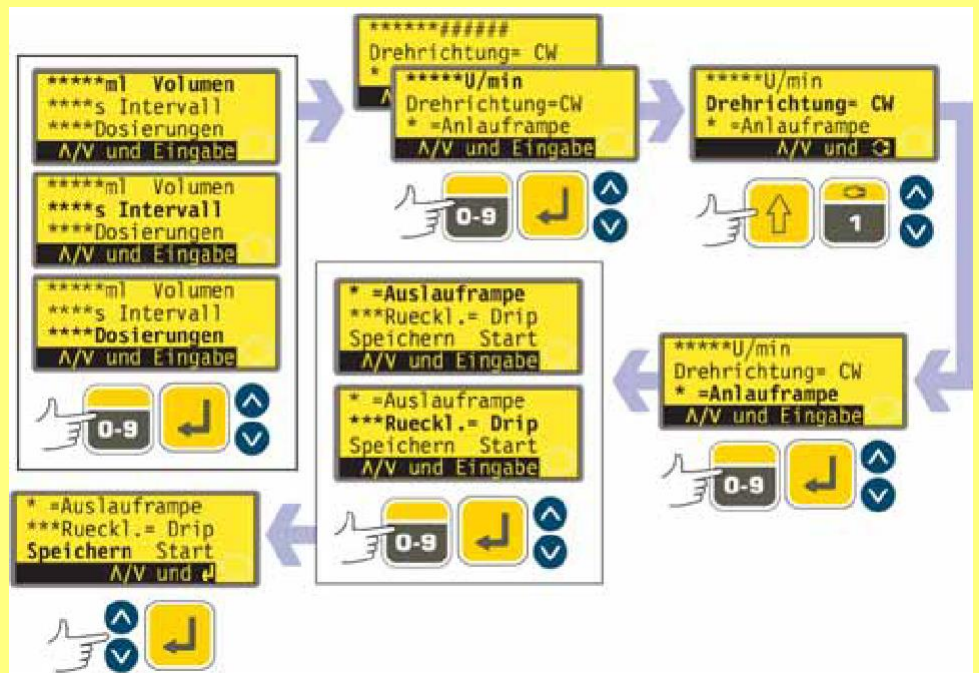 *****ml Volumen
****s Intervall
****Dosierungen
Λ/V und Eingabe
*****ml Volumen
****s Intervall
****Dosierungen
Λ/V und Eingabe
*****ml Volumen
****s Intervall
****Dosierungen
Λ/V und Eingabe
0-9
******######
Drehrichtung= CW
*
Λ
*****U/min
Drehrichtung=CW
* =Anlauframpe
Λ/V und Eingabe
0-9
*****U/min
Drehrichtung= CW
* =Anlauframpe
Λ/V und
1
*****U/min
Drehrichtung= CW
* =Anlauframpe
Λ/V und Eingabe
0-9
* =Auslauframpe
***Rueckl.= Drip
Speichern Start
Λ/V und Eingabe
* =Auslauframpe
***Rueckl.= Drip
Speichern Start
Λ/V und Eingabe
0-9
* =Auslauframpe
***Rueckl.= Drip
Speichern Start
Λ/V und ↵